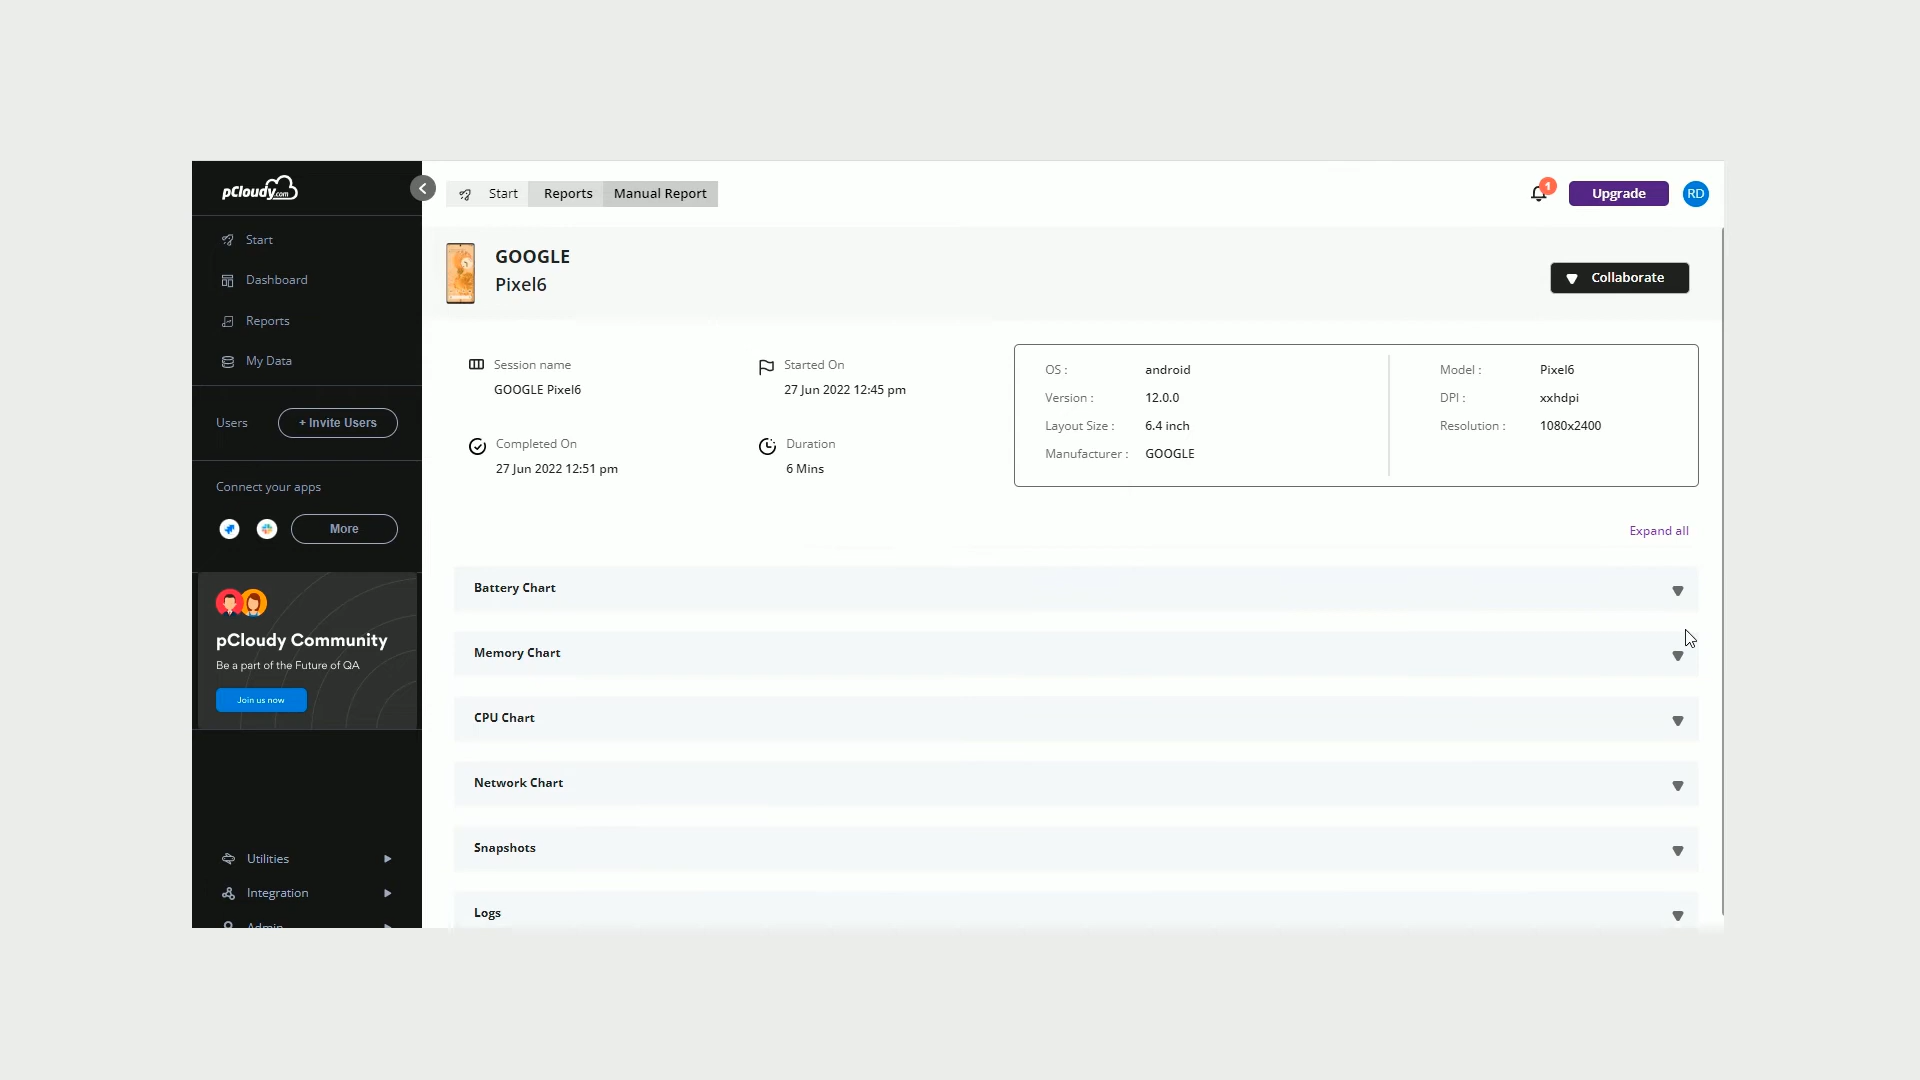 pCloudy.com
Start
Dashboard
Reports
My Data
Users
+ Invite Users
Connect your apps
More
pCloudy Community
Be a part of the Future of QA
Join us now
Utilities
Integration
Admin
Start Reports Manual Report
1
Upgrade
RD
GOOGLE
Pixel6
Collaborate
Session name
GOOGLE Pixel6
Started On
27 Jun 2022 12:45 pm
Completed On
27 Jun 2022 12:51 pm
Duration
6 Mins
OS : android
Version : 12.0.0
Layout Size : 6.4 inch
Manufacturer : GOOGLE
Model : Pixel6
DPI : xxhdpi
Resolution : 1080x2400
Expand all
Battery Chart
Memory Chart
CPU Chart
Network Chart
Snapshots
Logs